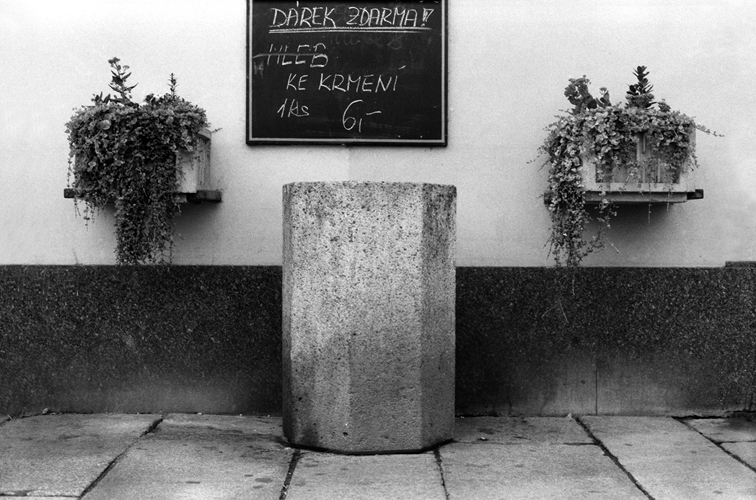 DÁREK ZDARMA!
HLEB
KE KRMENÍ
1KS 6,-